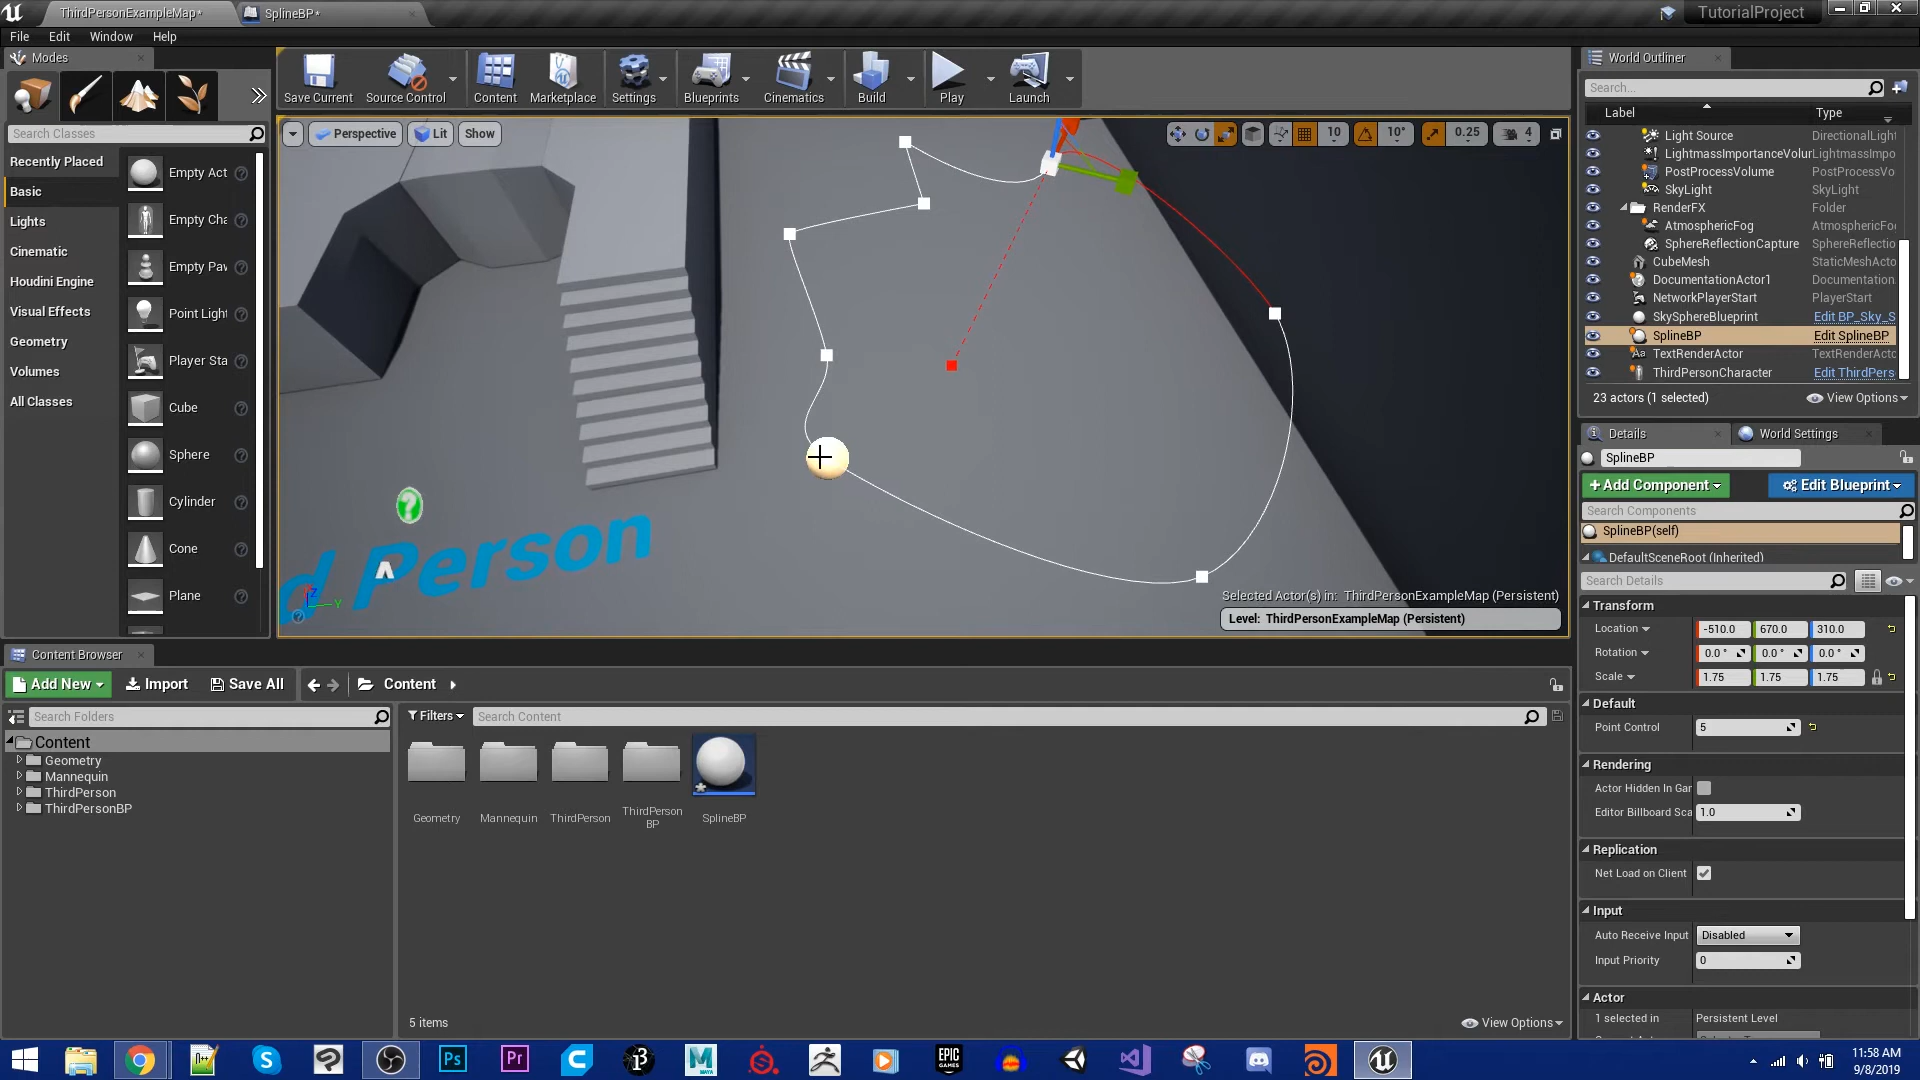 ThirdPersonExampleMap*
SplineBP*
TutorialProject
File Edit Window Help
Modes
Search Classes
Recently Placed
Basic
Lights
Cinematic
Houdini Engine
Visual Effects
Geometry
Volumes
All Classes
Empty Act
Empty Cha
Empty Pav
Point Light
Player Sta
Cube
Sphere
Cylinder
Cone
Plane
Save Current
Source Control
Content
Marketplace
Settings
Blueprints
Cinematics
Build
Play
Launch
Perspective
Lit
Show
10
10°
0.25
4
d Person
Z
Y
Selected Actor(s) in: ThirdPersonExampleMap (Persistent)
Level: ThirdPersonExampleMap (Persistent)
World Outliner
Search...
Label Type
Light Source DirectionalLight
LightmassImportanceVolur LightmassImpo
PostProcessVolume PostProcessVo
SkyLight SkyLight
RenderFX Folder
AtmosphericFog AtmosphericFo
SphereReflectionCapture SphereReflectio
CubeMesh StaticMeshActo
DocumentationActor1 Documentation
NetworkPlayerStart PlayerStart
SkySphereBlueprint Edit BP_Sky_S
SplineBP Edit SplineBP
TextRenderActor TextRenderActo
ThirdPersonCharacter Edit ThirdPers
23 actors (1 selected)
View Options
Details
World Settings
SplineBP
+ Add Component
Edit Blueprint
Search Components
SplineBP(self)
DefaultSceneRoot (Inherited)
Search Details
Transform
Location -510.0 670.0 310.0
Rotation 0.0 ° 0.0 ° 0.0 °
Scale 1.75 1.75 1.75
Default
Point Control 5
Rendering
Actor Hidden In Gar
Editor Billboard Sca 1.0
Replication
Net Load on Client
Input
Auto Receive Input Disabled
Input Priority 0
Actor
1 selected in Persistent Level
Content Browser
Add New
Import
Save All
Content
Search Folders
Content
Geometry
Mannequin
ThirdPerson
ThirdPersonBP
Filters
Search Content
Geometry
Mannequin
ThirdPerson
ThirdPerson
BP
SplineBP
5 items
View Options
Ps
Pr
MAYA
EPIC
GAMES
11:58 AM
9/8/2019